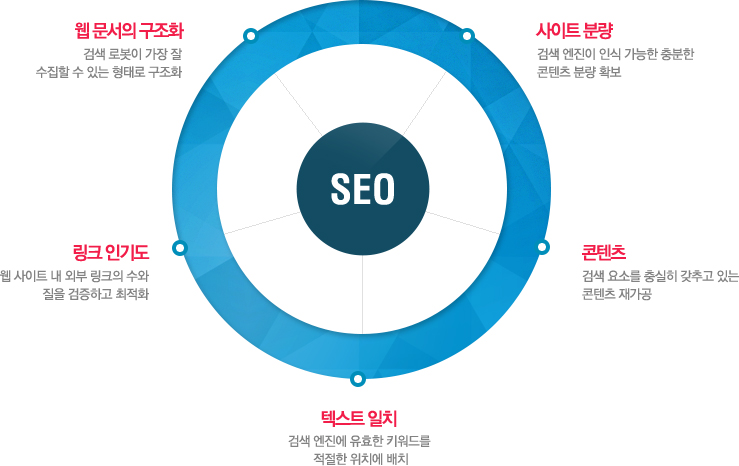 웹 문서의 구조화
검색 로봇이 가장 잘
수집할 수 있는 형태로 구조화
사이트 분량
검색 엔진이 인식 가능한 충분한
콘텐츠 분량 확보
SEO
링크 인기도
웹 사이트 내 외부 링크의 수와
질을 검증하고 최적화
콘텐츠
검색 요소를 충실히 갖추고 있는
콘텐츠 재가공
텍스트 일치
검색 엔진에 유효한 키워드를
적절한 위치에 배치